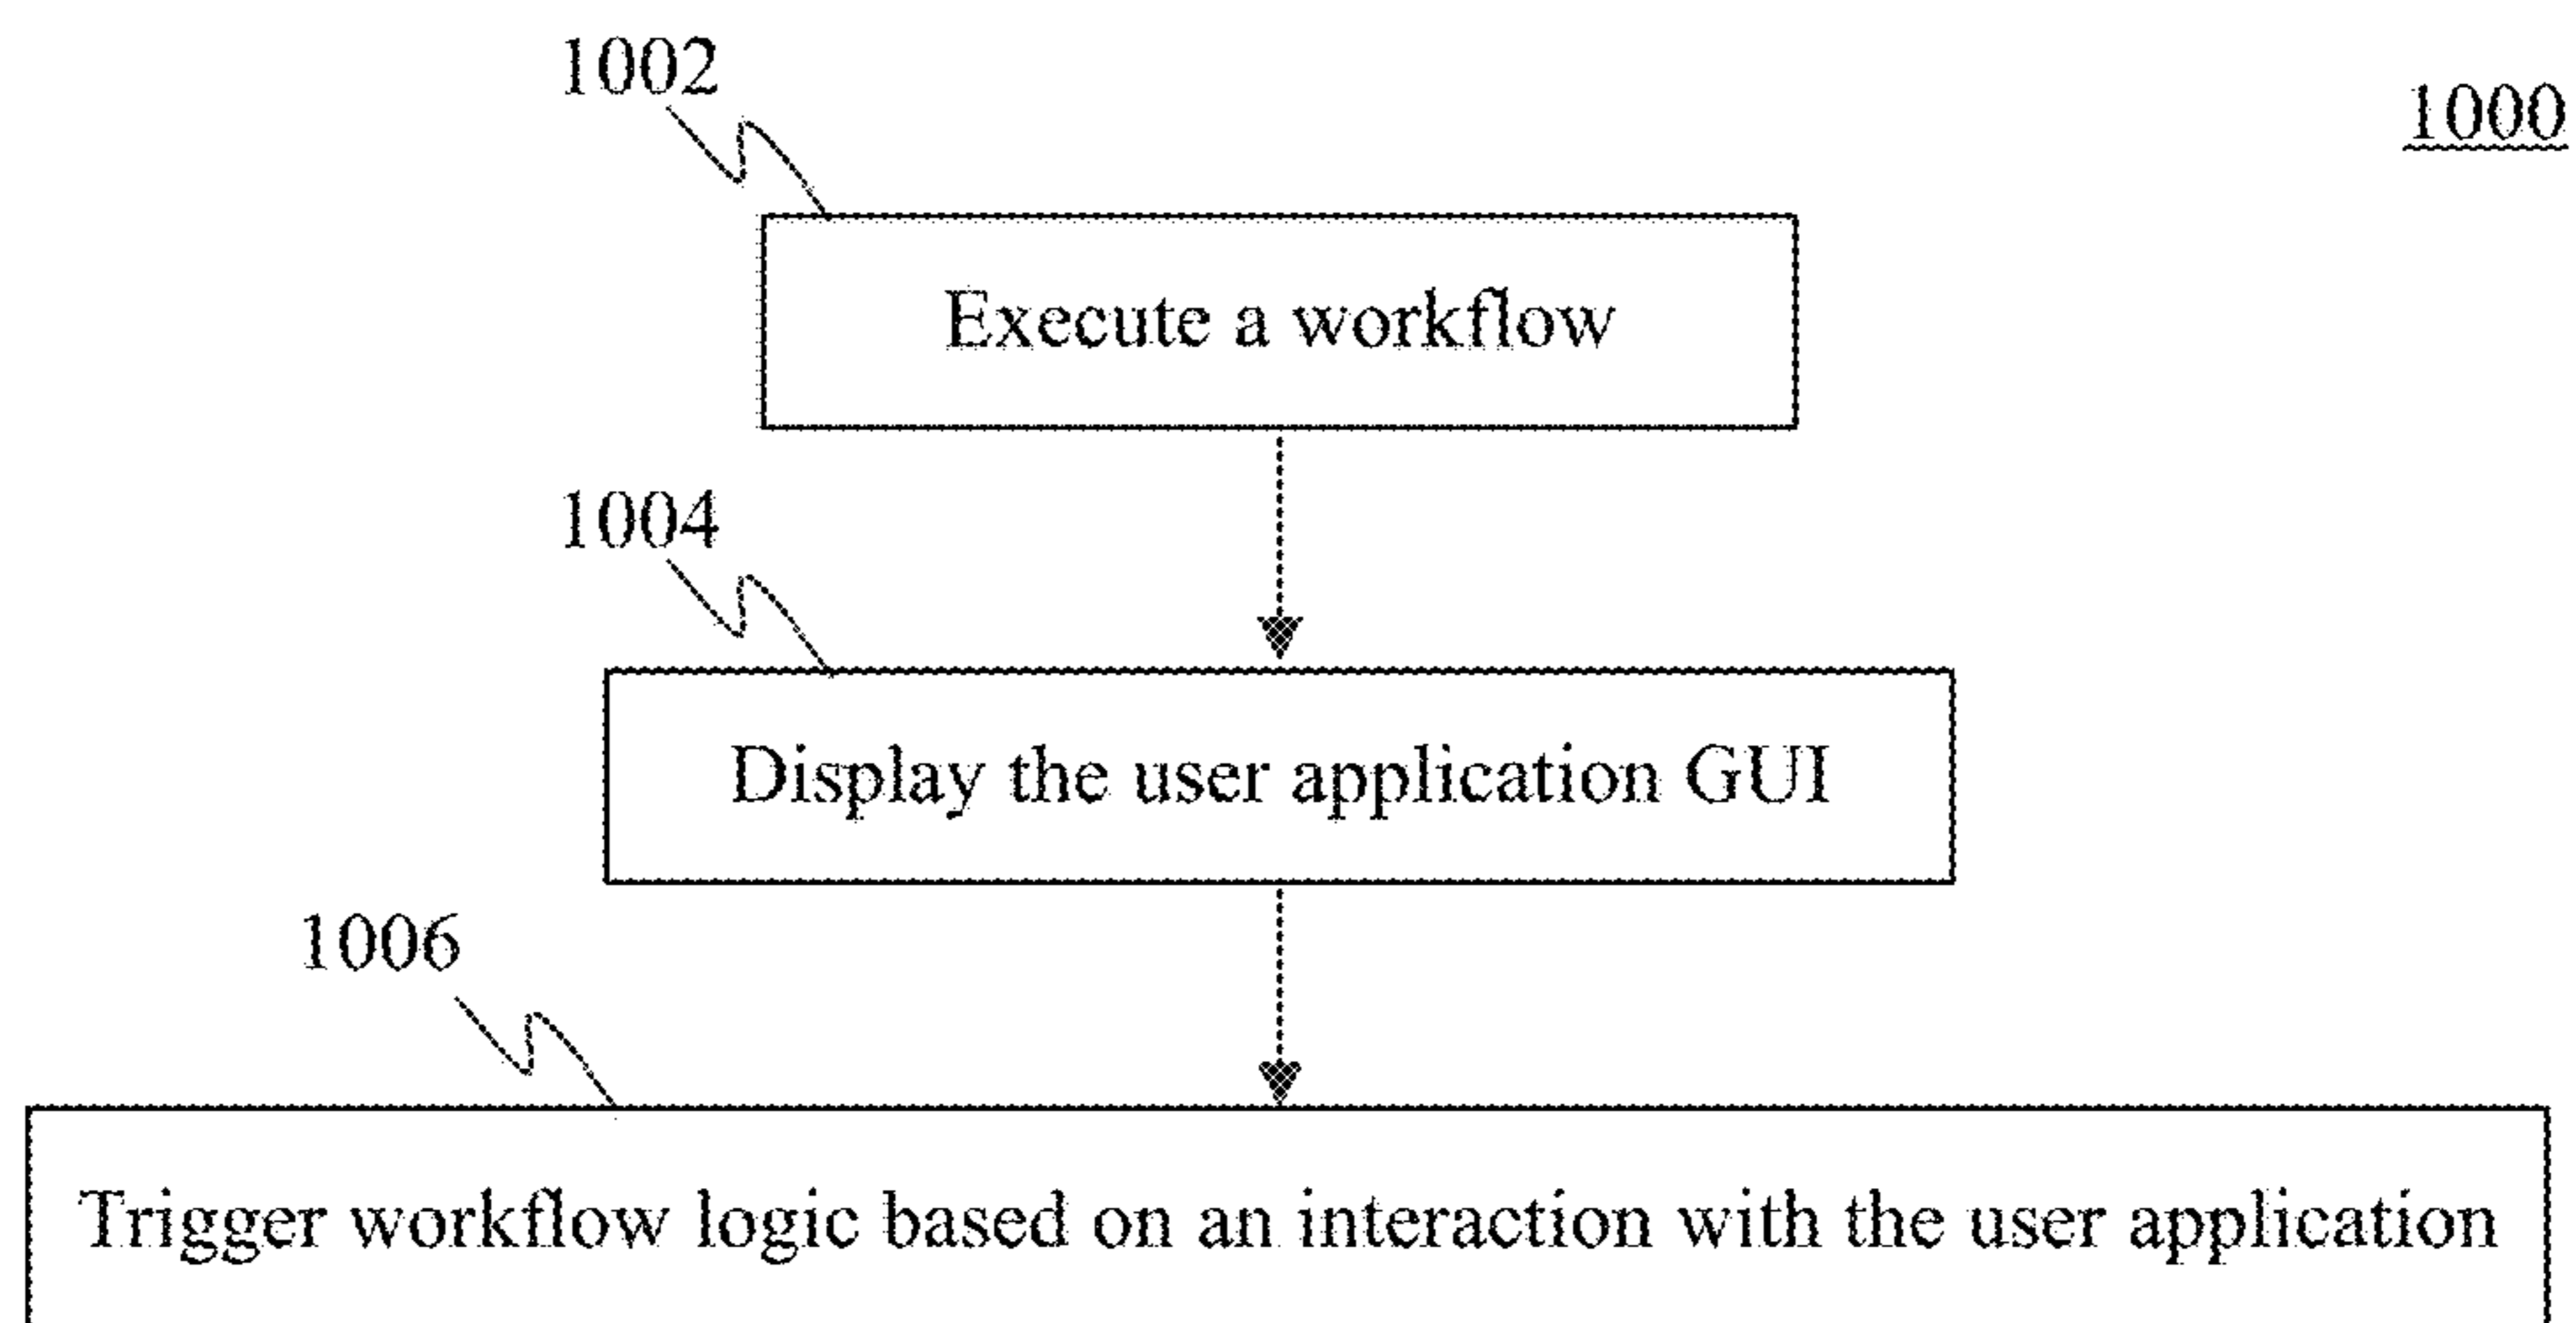 1002
1000
Execute a workflow
1004
Display the user application GUI
1006
Trigger workflow logic based on an interaction with the user application